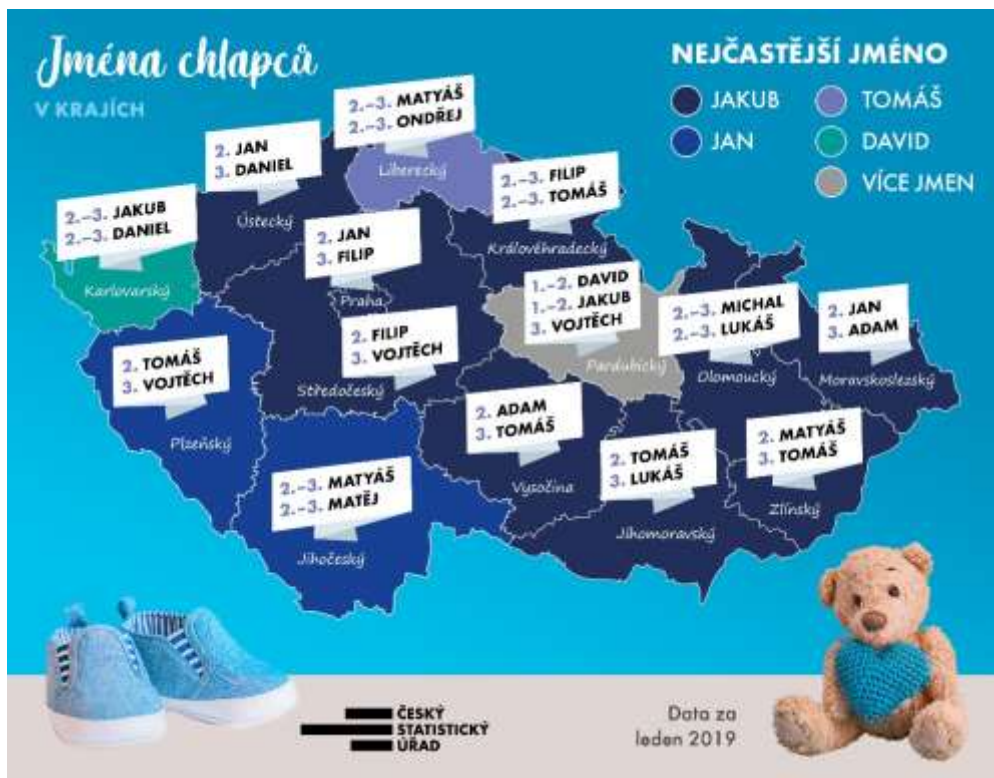 Jména chlapců
V KRAJÍCH
NEJČASTĚJŠÍ JMÉNO
JAKUB
TOMÁŠ
JAN
DAVID
VÍCE JMEN
2.–3. MATYÁŠ
2.–3. ONDŘEJ
Liberecký
2. JAN
3. DANIEL
Ústecký
2.–3. FILIP
2.–3. TOMÁŠ
Královéhradecký
2.–3. JAKUB
2.–3. DANIEL
Karlovarský
2. JAN
3. FILIP
Praha
1.–2. DAVID
1.–2. JAKUB
3. VOJTĚCH
Pardubický
2.–3. MICHAL
2.–3. LUKÁŠ
Olomoucký
2. JAN
3. ADAM
Moravskoslezský
2. TOMÁŠ
3. VOJTĚCH
Plzeňský
2. FILIP
3. VOJTĚCH
Středočeský
2. ADAM
3. TOMÁŠ
Vysočina
2. TOMÁŠ
3. LUKÁŠ
Jihomoravský
2. MATYÁŠ
3. TOMÁŠ
Zlínský
2.–3. MATYÁŠ
2.–3. MATĚJ
Jihočeský
ČESKÝ
STATISTICKÝ
ÚŘAD
Data za
leden 2019